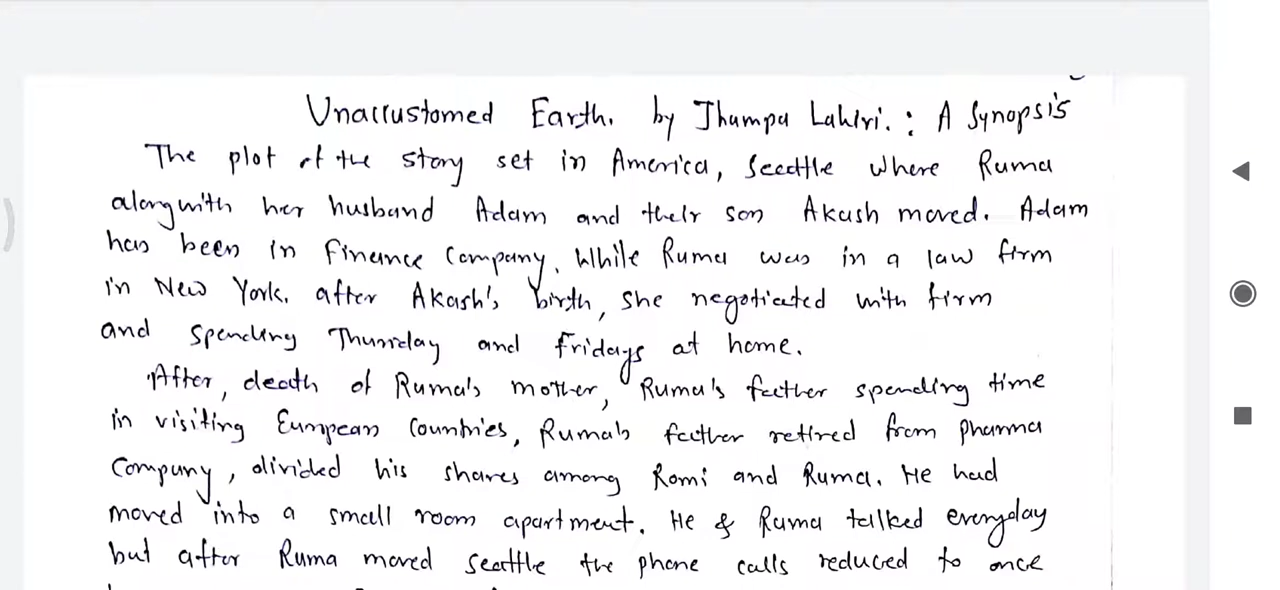 Unaccustomed Earth. by Jhumpa Lahiri. : A Synopsis
The plot of the story set in America, Seattle where Ruma
alongwith her husband Adam and their son Akash moved. Adam
has been in Finance Company. While Ruma was in a law firm
in New York. after Akash's birth, she negotiated with firm
and spending Thursday and Fridays at home.
After, death of Ruma's mother, Ruma's father spending time
in visiting European Countries, Ruma's father retired from pharma
Company, divided his shares among Romi and Ruma. He had
moved into a small room apartment. He & Ruma talked everyday
but after Ruma moved seattle the phone calls reduced to once